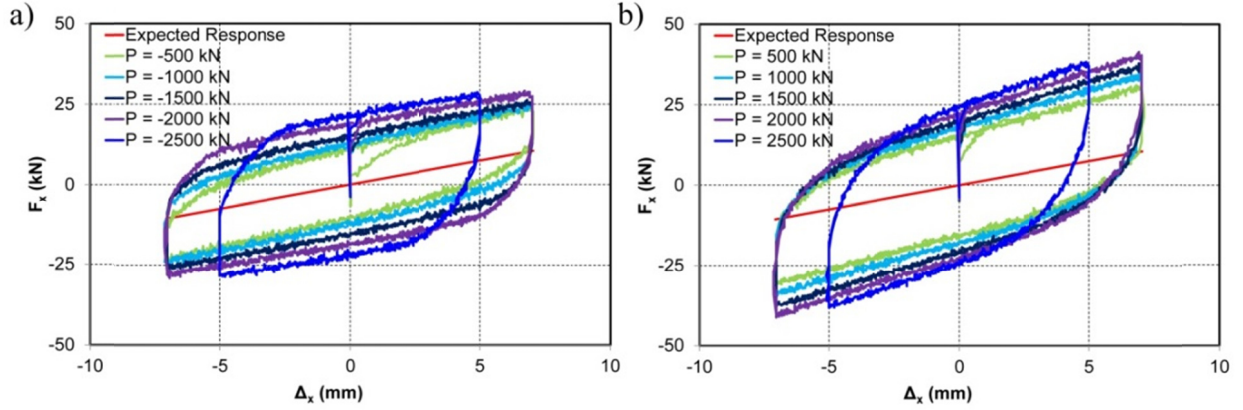 a)
50
25
0
-25
-50
Fₓ (kN)
Expected Response
P = -500 kN
P = -1000 kN
P = -1500 kN
P = -2000 kN
P = -2500 kN
-10
-5
0
5
10
Δₓ (mm)
b)
50
25
0
-25
-50
Fₓ (kN)
Expected Response
P = 500 kN
P = 1000 kN
P = 1500 kN
P = 2000 kN
P = 2500 kN
-10
-5
0
5
10
Δₓ (mm)